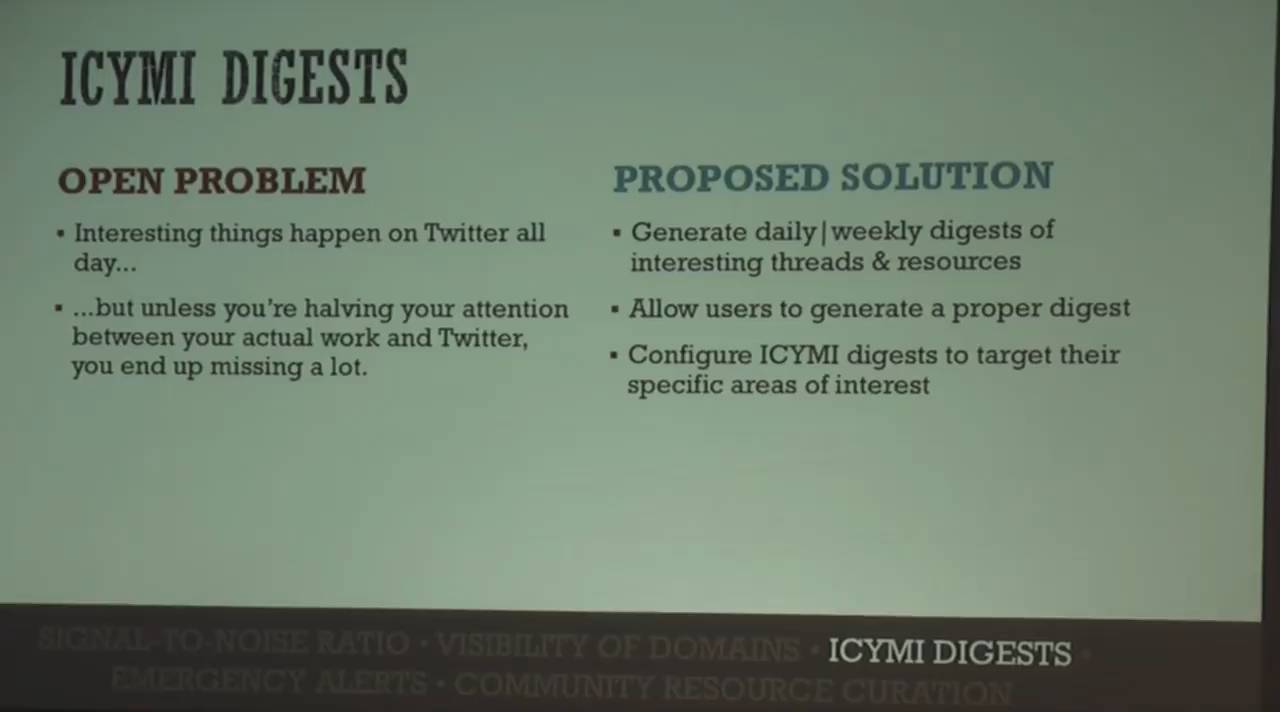 ICYMI DIGESTS
OPEN PROBLEM
▪ Interesting things happen on Twitter all
day...
▪ ...but unless you're halving your attention
between your actual work and Twitter,
you end up missing a lot.
PROPOSED SOLUTION
▪ Generate daily|weekly digests of
interesting threads & resources
▪ Allow users to generate a proper digest
▪ Configure ICYMI digests to target their
specific areas of interest
SIGNAL-TO-NOISE RATIO • VISIBILITY OF DOMAINS • ICYMI DIGESTS •
EMERGENCY ALERTS • COMMUNITY RESOURCE CURATION